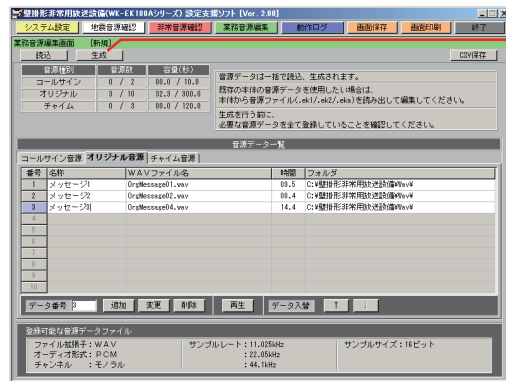 壁掛形非常用放送設備(WK-EK100Aシリーズ) 設定支援ソフト [Ver. 2.00]
システム設定 地震音源確認 非常音源確認 業務音源編集 動作ログ 画面保存 画面印刷 終了
業務音源編集画面 [新規]
読込 生成 CSV保存
音源種別 音源数 容量(秒)
コールサイン 0 / 2 00.0 / 10.0
オリジナル 3 / 10 32.3 / 300.0
チャイム 0 / 3 00.0 / 120.0
音源データは一括で読込、生成されます。
既存の本体の音源データを使用したい場合は、
本体から音源ファイル(.ek1/.ek2/.eka)を読み出して編集してください。
生成を行う前に、
必要な音源データを全て登録していることを確認してください。
音源データ一覧
コールサイン音源 オリジナル音源 チャイム音源
番号 名称 WAVファイル名 時間 フォルダ
1 メッセージ1 OrgMessage01.wav 09.5 C:¥壁掛形非常用放送設備¥Wav¥
2 メッセージ2 OrgMessage02.wav 08.4 C:¥壁掛形非常用放送設備¥Wav¥
3 メッセージ3 OrgMessage04.wav 14.4 C:¥壁掛形非常用放送設備¥Wav¥
4
5
6
7
8
9
10
データ番号 3 追加 変更 削除 再生 データ入替 ↑ ↓
登録可能な音源データファイル
ファイル拡張子：WAV サンプルレート：11.025kHz サンプルサイズ：16ビット
オーディオ形式：PCM ：22.05kHz
チャンネル ：モノラル ：44.1kHz